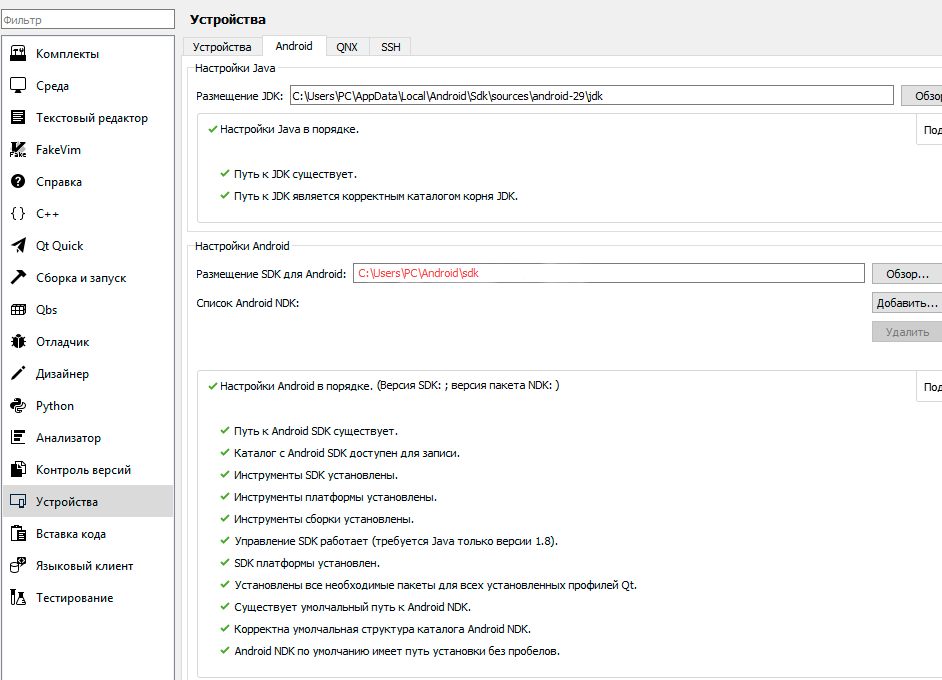 Фильтр
Комплекты
Среда
Текстовый редактор
FakeVim
Справка
C++
Qt Quick
Сборка и запуск
Qbs
Отладчик
Дизайнер
Python
Анализатор
Контроль версий
Устройства
Вставка кода
Языковый клиент
Тестирование
Устройства
Устройства Android QNX SSH
Настройки Java
Размещение JDK: C:\Users\PC\AppData\Local\Android\Sdk\sources\android-29\jdk Обзор
Настройки Java в порядке. Под
Путь к JDK существует.
Путь к JDK является корректным каталогом корня JDK.
Настройки Android
Размещение SDK для Android: C:\Users\PC\Android\sdk Обзор...
Список Android NDK: Добавить...
Удалить
Настройки Android в порядке. (Версия SDK: ; версия пакета NDK: ) Под
Путь к Android SDK существует.
Каталог с Android SDK доступен для записи.
Инструменты SDK установлены.
Инструменты платформы установлены.
Инструменты сборки установлены.
Управление SDK работает (требуется Java только версии 1.8).
SDK платформы установлен.
Установлены все необходимые пакеты для всех установленных профилей Qt.
Существует умолчальный путь к Android NDK.
Корректна умолчальная структура каталога Android NDK.
Android NDK по умолчанию имеет путь установки без пробелов.